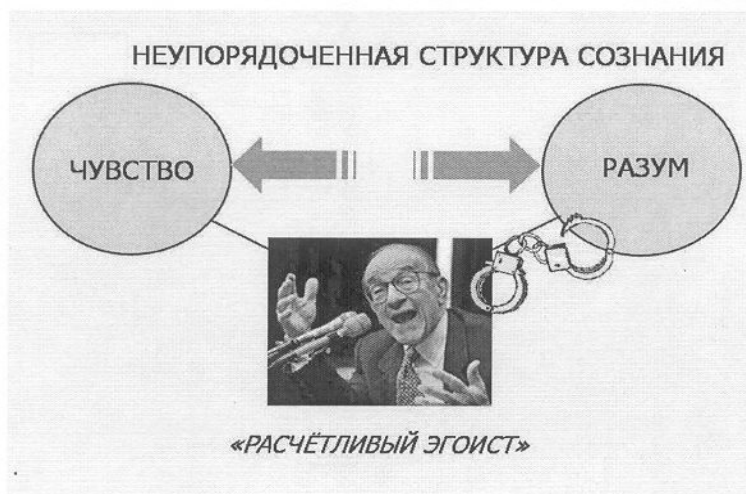 НЕУПОРЯДОЧЕННАЯ СТРУКТУРА СОЗНАНИЯ
ЧУВСТВО
РАЗУМ
«РАСЧЁТЛИВЫЙ ЭГОИСТ»